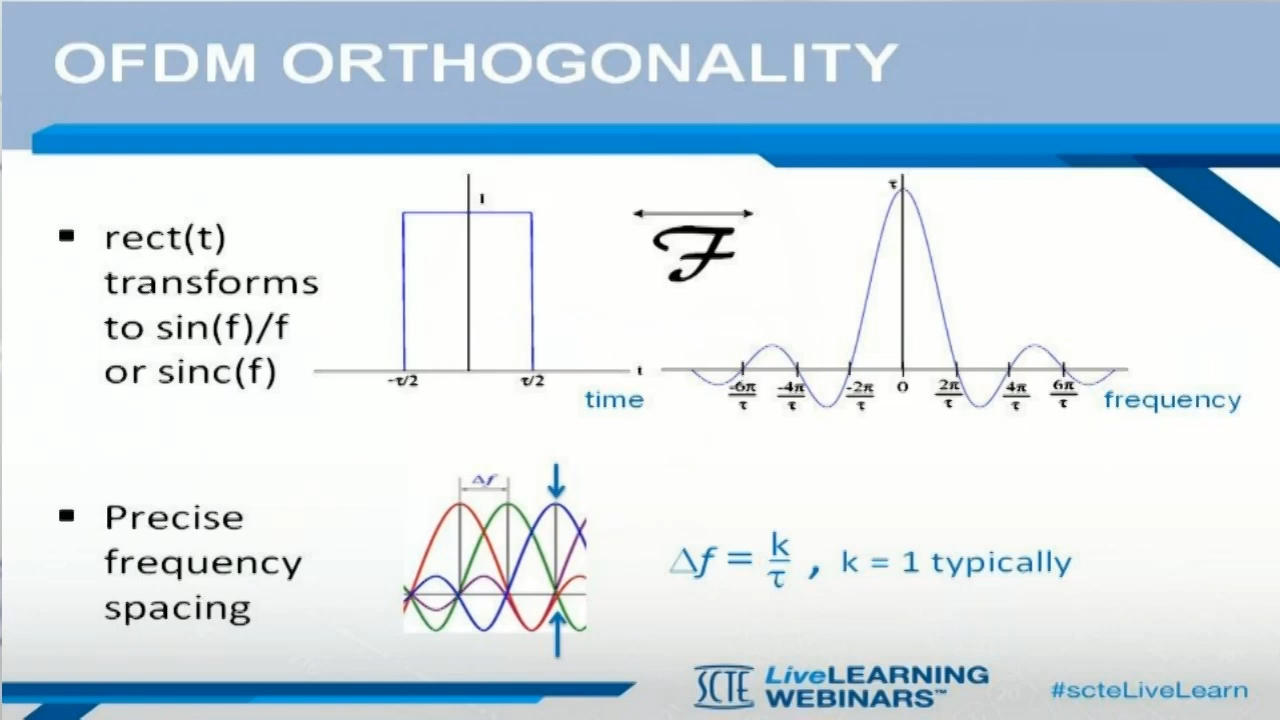 OFDM ORTHOGONALITY
▪ rect(t)
transforms
to sin(f)/f
or sinc(f)
1
-τ/2
τ/2
t
time
ℱ
τ
-6π/τ -4π/τ -2π/τ 0 2π/τ 4π/τ 6π/τ
frequency
▪ Precise
frequency
spacing
Δf
Δf = k/τ , k = 1 typically
SCTE LiveLEARNING
WEBINARS™
#scteLiveLearn